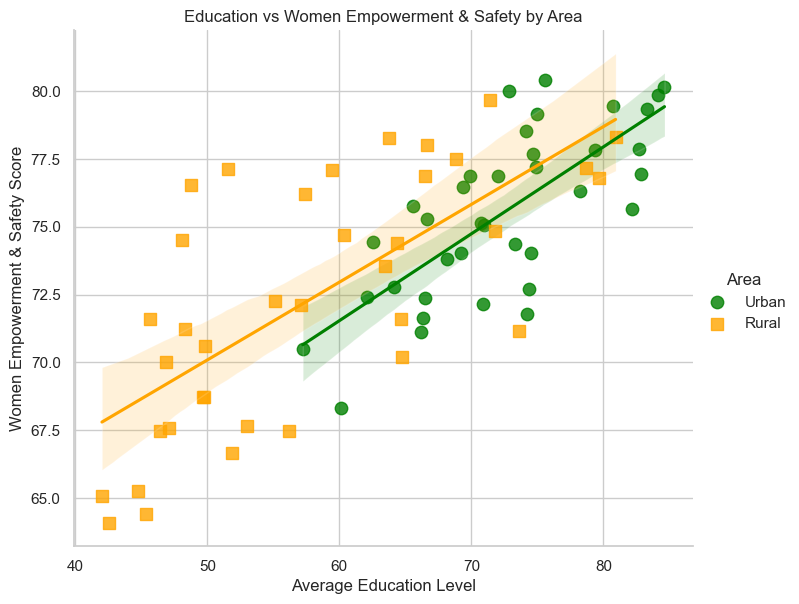 Education vs Women Empowerment & Safety by Area
Women Empowerment & Safety Score
80.0
77.5
75.0
72.5
70.0
67.5
65.0
40
50
60
70
80
Average Education Level
Area
Urban
Rural